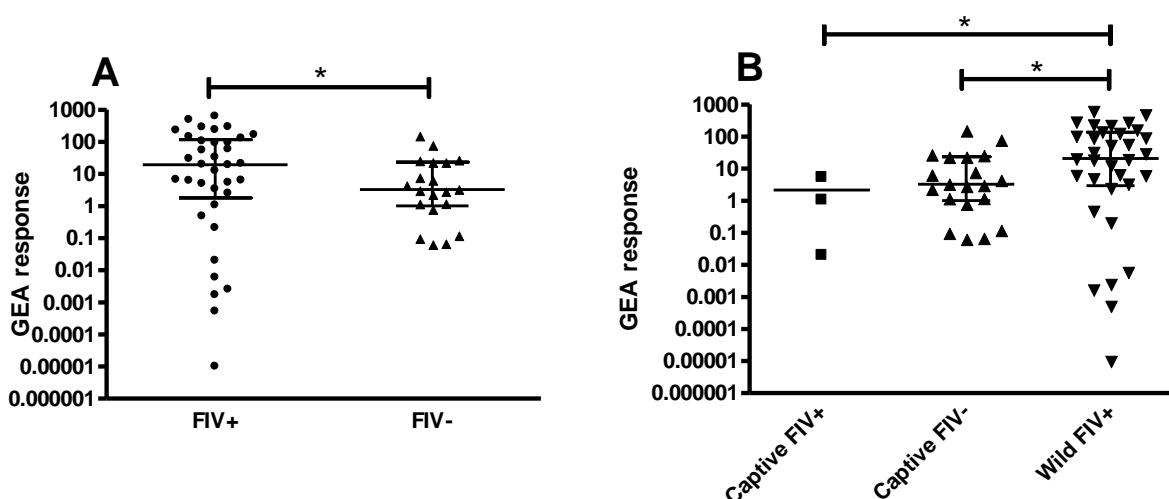 A
*
GEA response
1000
100
10
1
0.1
0.01
0.001
0.0001
0.00001
0.000001
FIV+
FIV-
B
*
*
GEA response
1000
100
10
1
0.1
0.01
0.001
0.0001
0.00001
0.000001
Captive FIV+
Captive FIV-
Wild FIV+